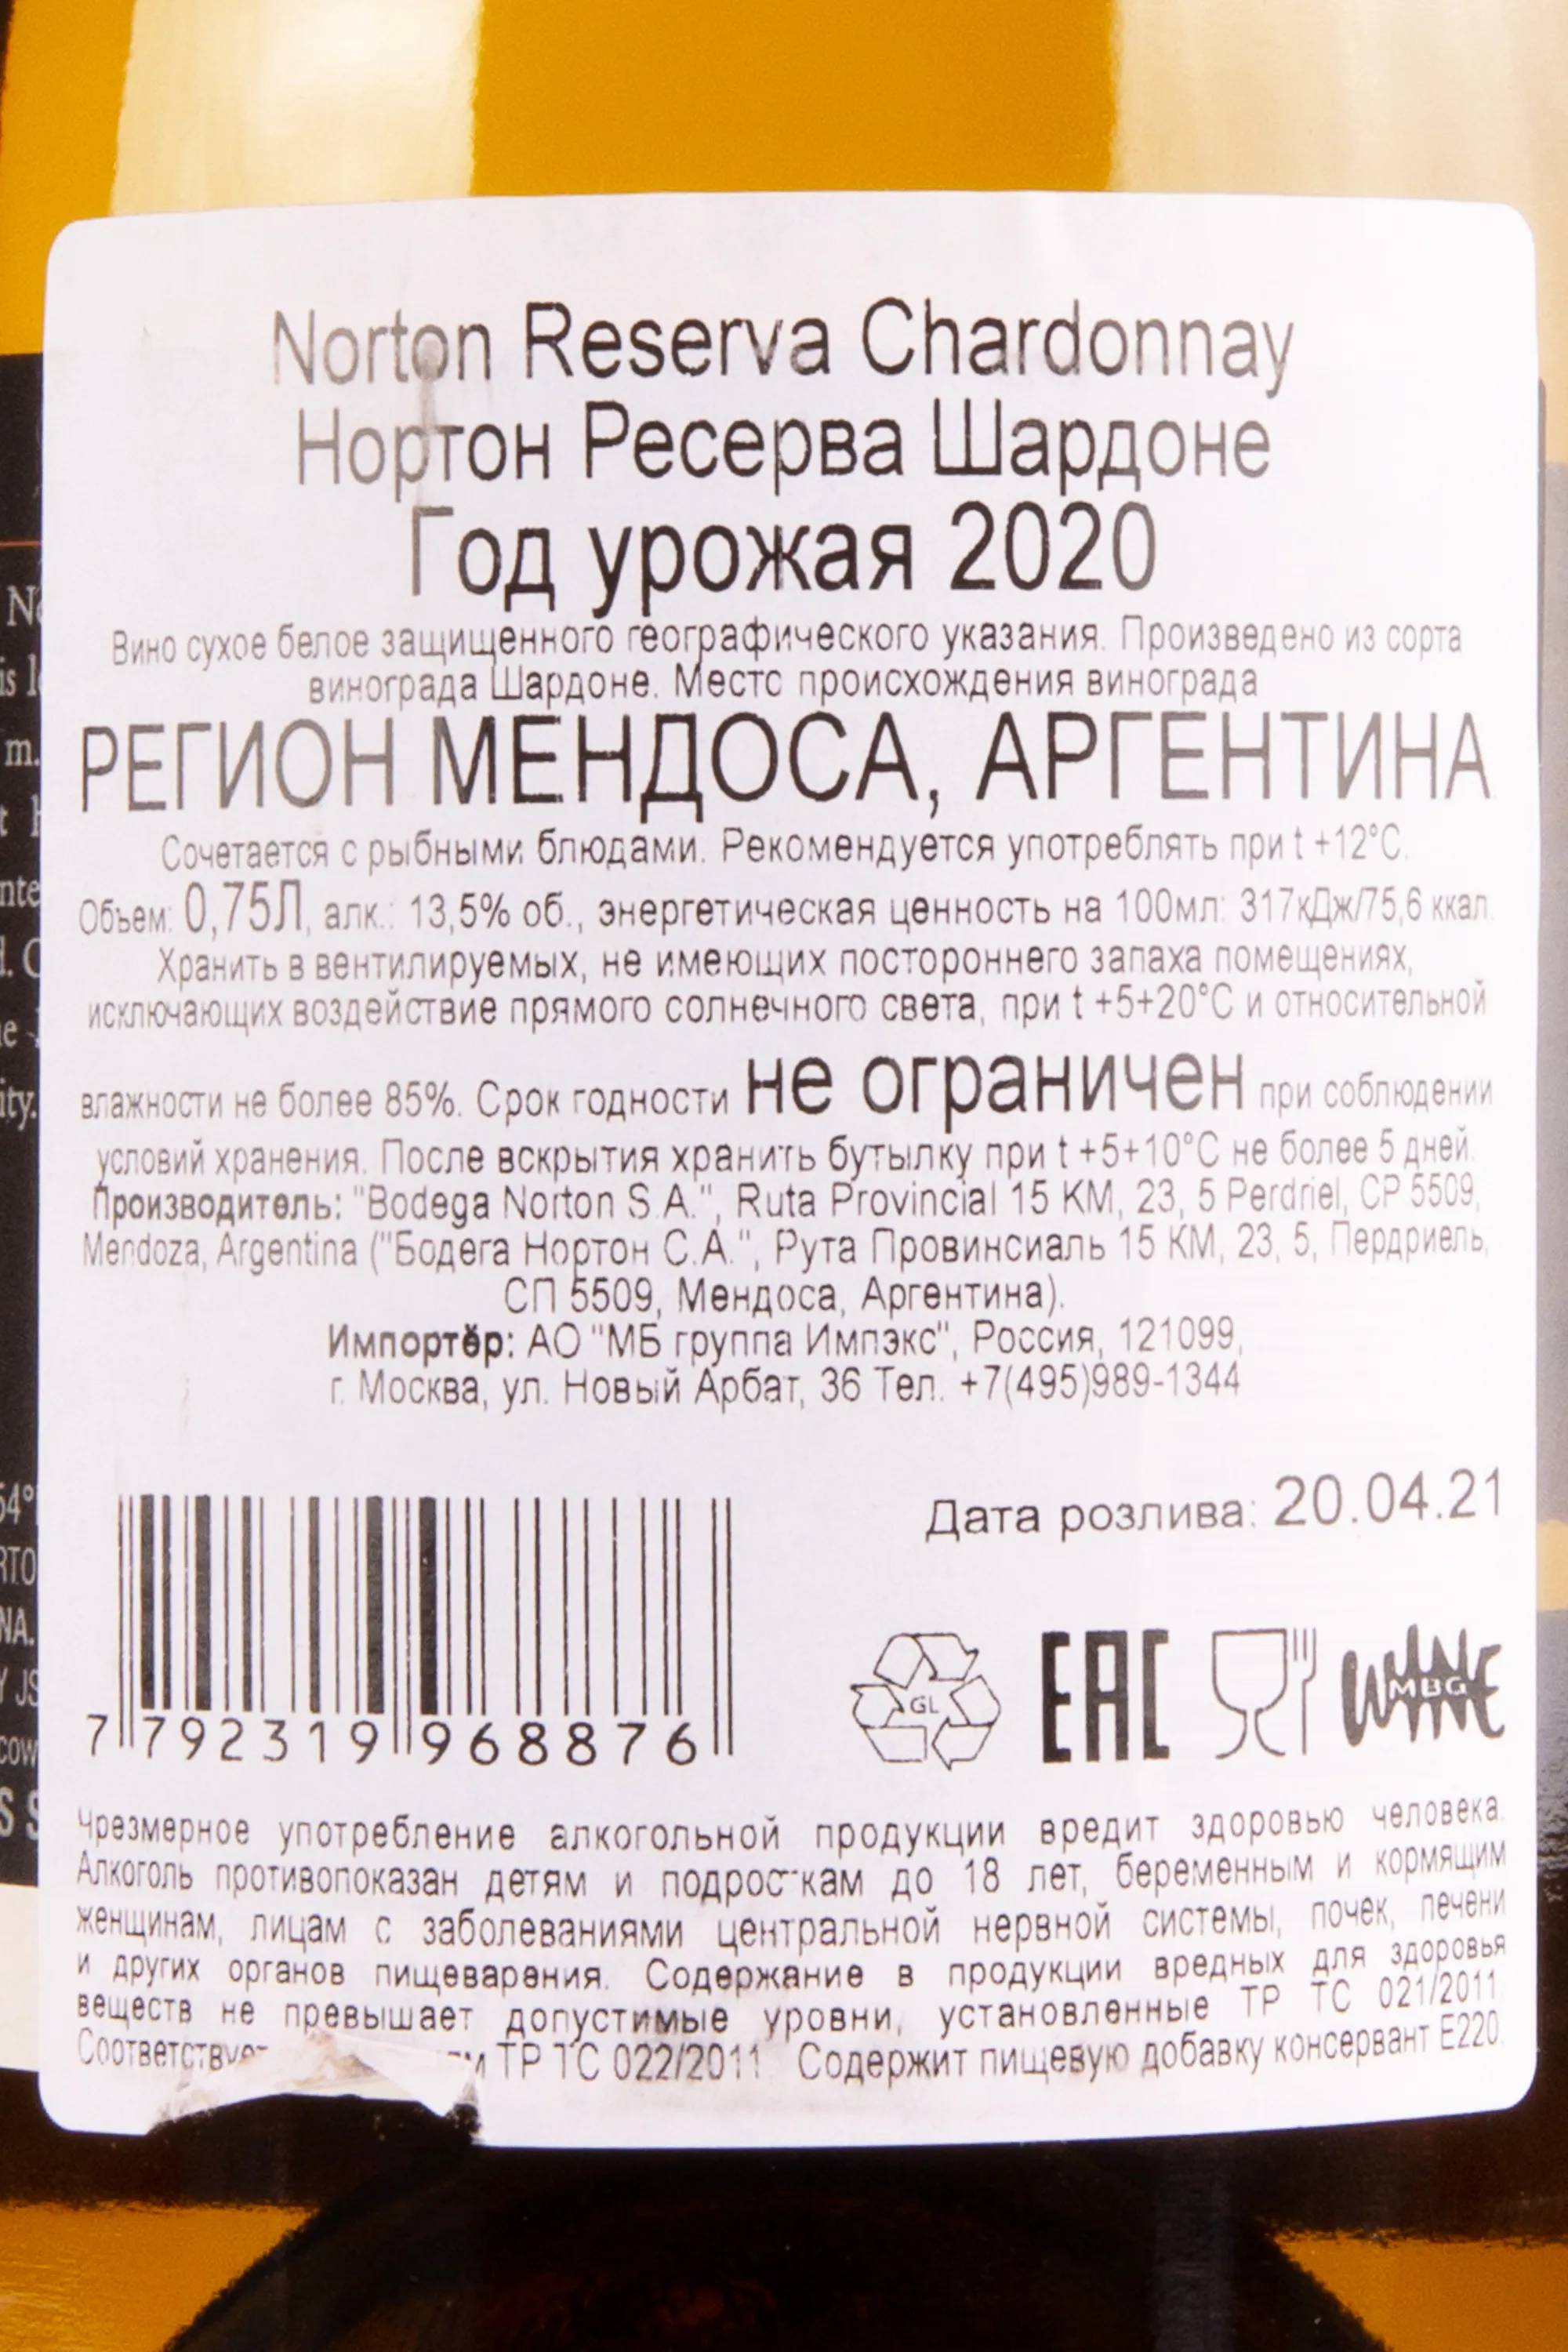 Norton Reserva Chardonnay
Нортон Ресерва Шардоне
Год урожая 2020
Вино сухое белое защищенного географического указания. Произведено из сорта
винограда Шардоне. Место происхождения винограда
РЕГИОН МЕНДОСА, АРГЕНТИНА
Сочетается с рыбными блюдами. Рекомендуется употреблять при t +12°C.
Объем: 0,75Л, алк.: 13,5% об., энергетическая ценность на 100мл: 317кДж/75,6 ккал.
Хранить в вентилируемых, не имеющих постороннего запаха помещениях,
исключающих воздействие прямого солнечного света, при t +5+20°C и относительной
влажности не более 85%. Срок годности не ограничен при соблюдении
условий хранения. После вскрытия хранить бутылку при t +5+10°C не более 5 дней.
Производитель: "Bodega Norton S.A.", Ruta Provincial 15 KM, 23, 5 Perdriel, CP 5509,
Mendoza, Argentina ("Бодега Нортон С.А.", Рута Провинсиаль 15 КМ, 23, 5, Пердриель,
СП 5509, Мендоса, Аргентина).
Импортёр: АО "МБ группа Импэкс", Россия, 121099,
г. Москва, ул. Новый Арбат, 36 Тел. +7(495)989-1344
Дата розлива: 20.04.21
7 792319 968876
GL EAC WINE MBG
Чрезмерное употребление алкогольной продукции вредит здоровью человека.
Алкоголь противопоказан детям и подросткам до 18 лет, беременным и кормящим
женщинам, лицам с заболеваниями центральной нервной системы, почек, печени
и других органов пищеварения. Содержание в продукции вредных для здоровья
веществ не превышает допустимые уровни, установленные ТР ТС 021/2011.
Соответствует ТР ТС 022/2011. Содержит пищевую добавку консервант Е220.